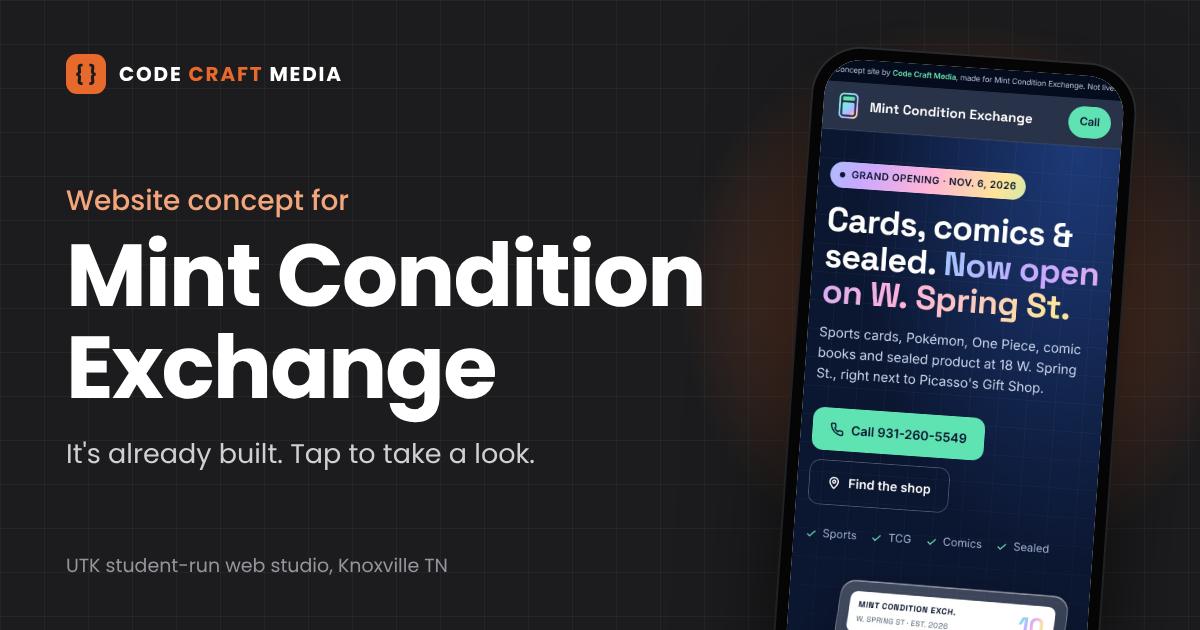 { } CODE CRAFT MEDIA
Website concept for
Mint Condition
Exchange
It's already built. Tap to take a look.
UTK student-run web studio, Knoxville TN
Concept site by Code Craft Media, made for Mint Condition Exchange. Not live.
Mint Condition Exchange
Call
GRAND OPENING · NOV. 6, 2026
Cards, comics &
sealed. Now open
on W. Spring St.
Sports cards, Pokémon, One Piece, comic
books and sealed product at 18 W. Spring
St., right next to Picasso's Gift Shop.
Call 931-260-5549
Find the shop
Sports TCG Comics Sealed
MINT CONDITION EXCH.
W. SPRING ST · EST. 2026
10